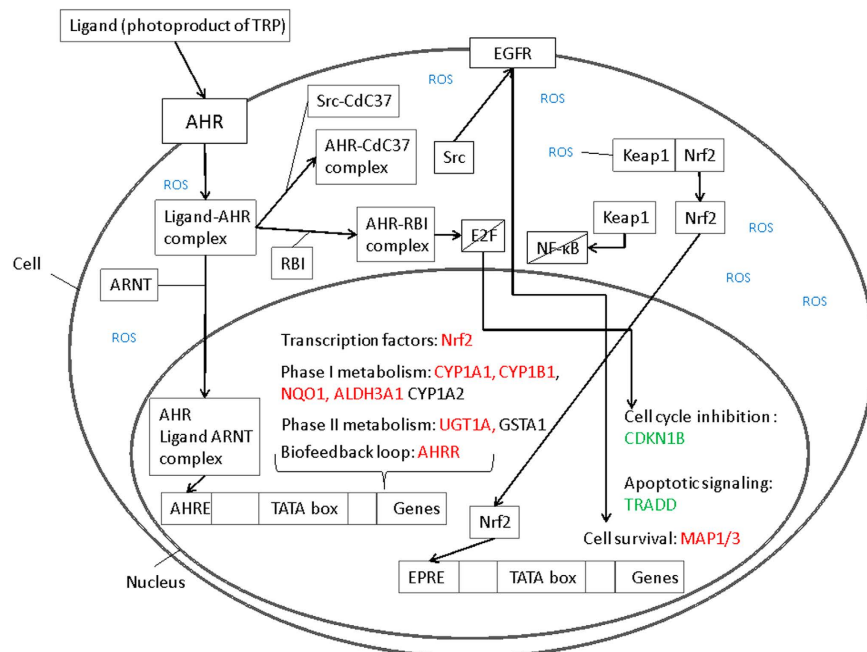 Ligand (photoproduct of TRP)
EGFR
ROS
ROS
AHR
Src-CdC37
AHR-CdC37
complex
Src
ROS
Keap1
Nrf2
ROS
Ligand-AHR
complex
AHR-RBI
complex
E2F
Keap1
Nrf2
NF-κB
ROS
RBI
Cell
ARNT
ROS
ROS
ROS
Transcription factors: Nrf2
Phase I metabolism: CYP1A1, CYP1B1,
NQO1, ALDH3A1 CYP1A2
Phase II metabolism: UGT1A, GSTA1
Biofeedback loop: AHRR
AHR
Ligand ARNT
complex
Cell cycle inhibition :
CDKN1B
Apoptotic signaling:
TRADD
AHRE
TATA box
Genes
Nrf2
Cell survival: MAP1/3
Nucleus
EPRE
TATA box
Genes